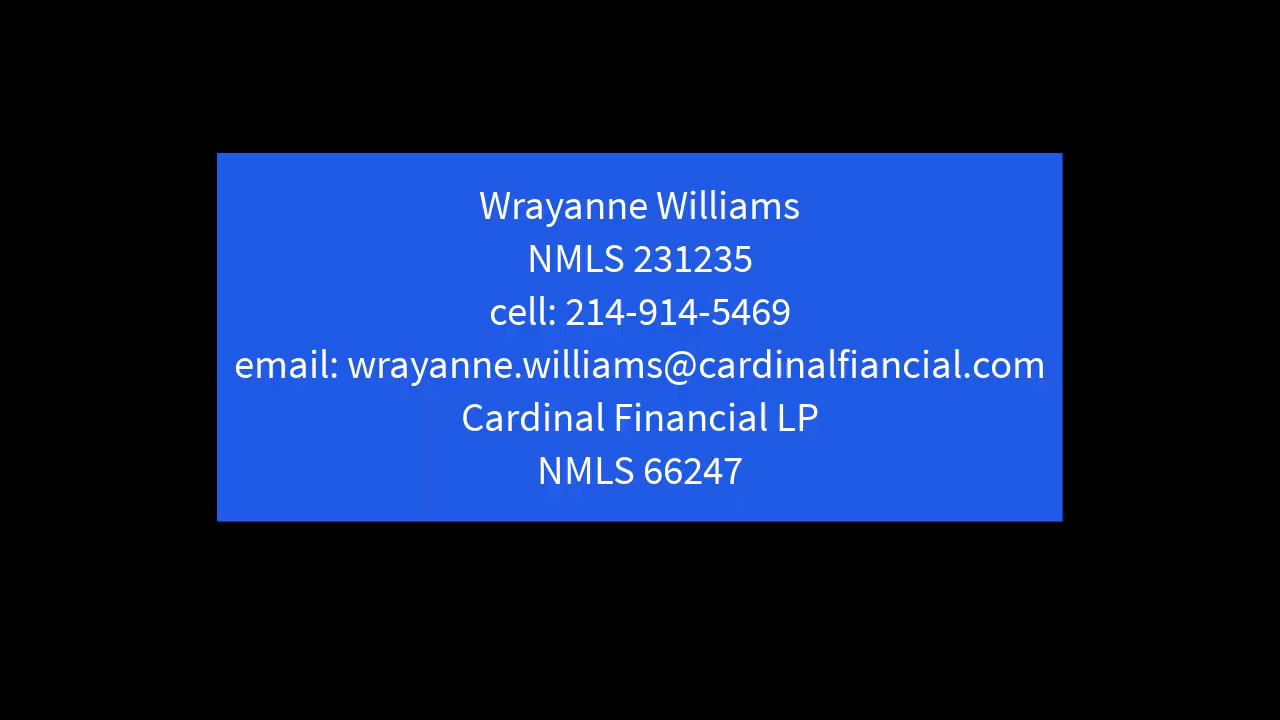 Wrayanne Williams
NMLS 231235
cell: 214-914-5469
email: wrayanne.williams@cardinalfiancial.com
Cardinal Financial LP
NMLS 66247